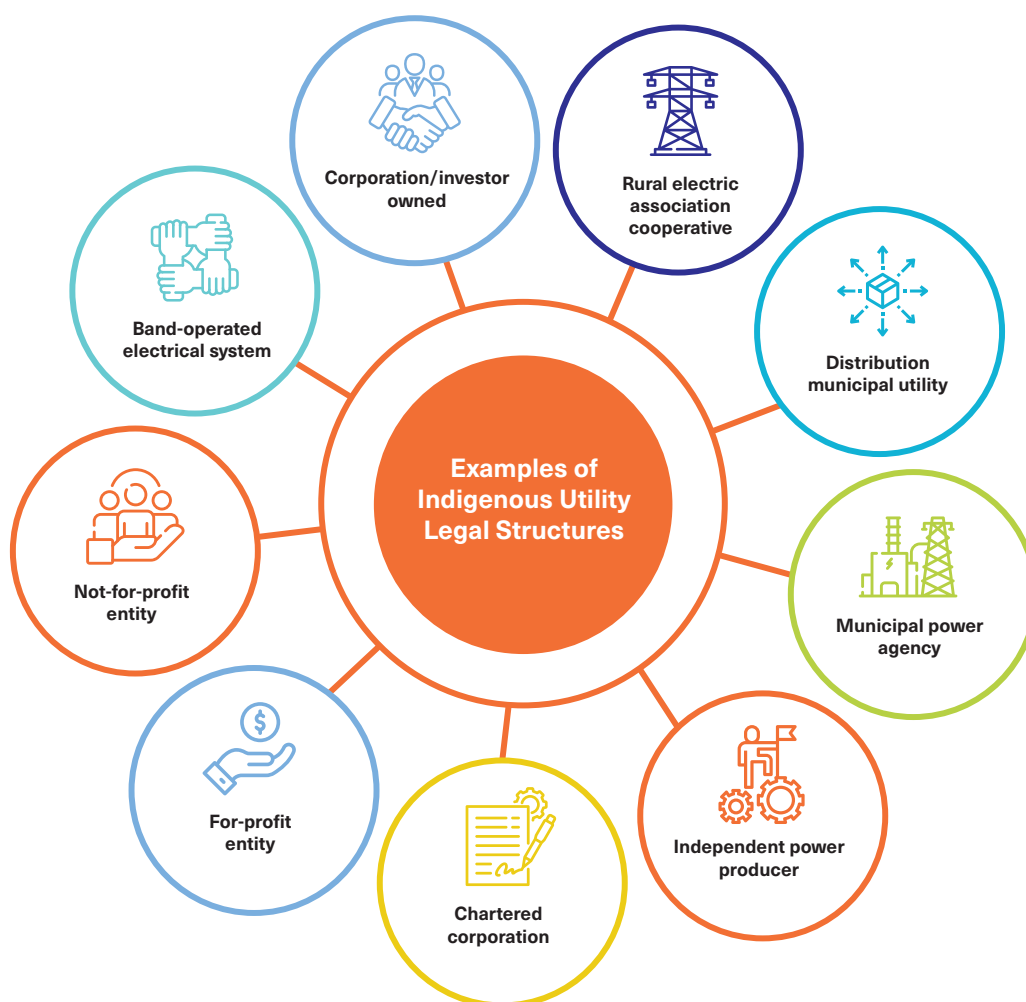 Corporation/investor
owned
Rural electric
association
cooperative
Distribution
municipal utility
Municipal power
agency
Independent power
producer
Chartered
corporation
For-profit
entity
Not-for-profit
entity
Band-operated
electrical system
Examples of
Indigenous Utility
Legal Structures
$